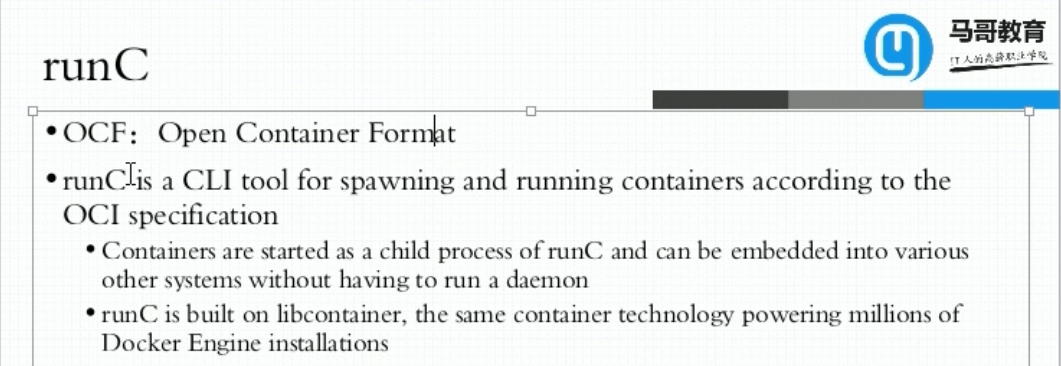 马哥教育
IT人的高薪职业学院
runC
•OCF：Open Container Format
•runC is a CLI tool for spawning and running containers according to the
OCI specification
•Containers are started as a child process of runC and can be embedded into various
other systems without having to run a daemon
•runC is built on libcontainer, the same container technology powering millions of
Docker Engine installations